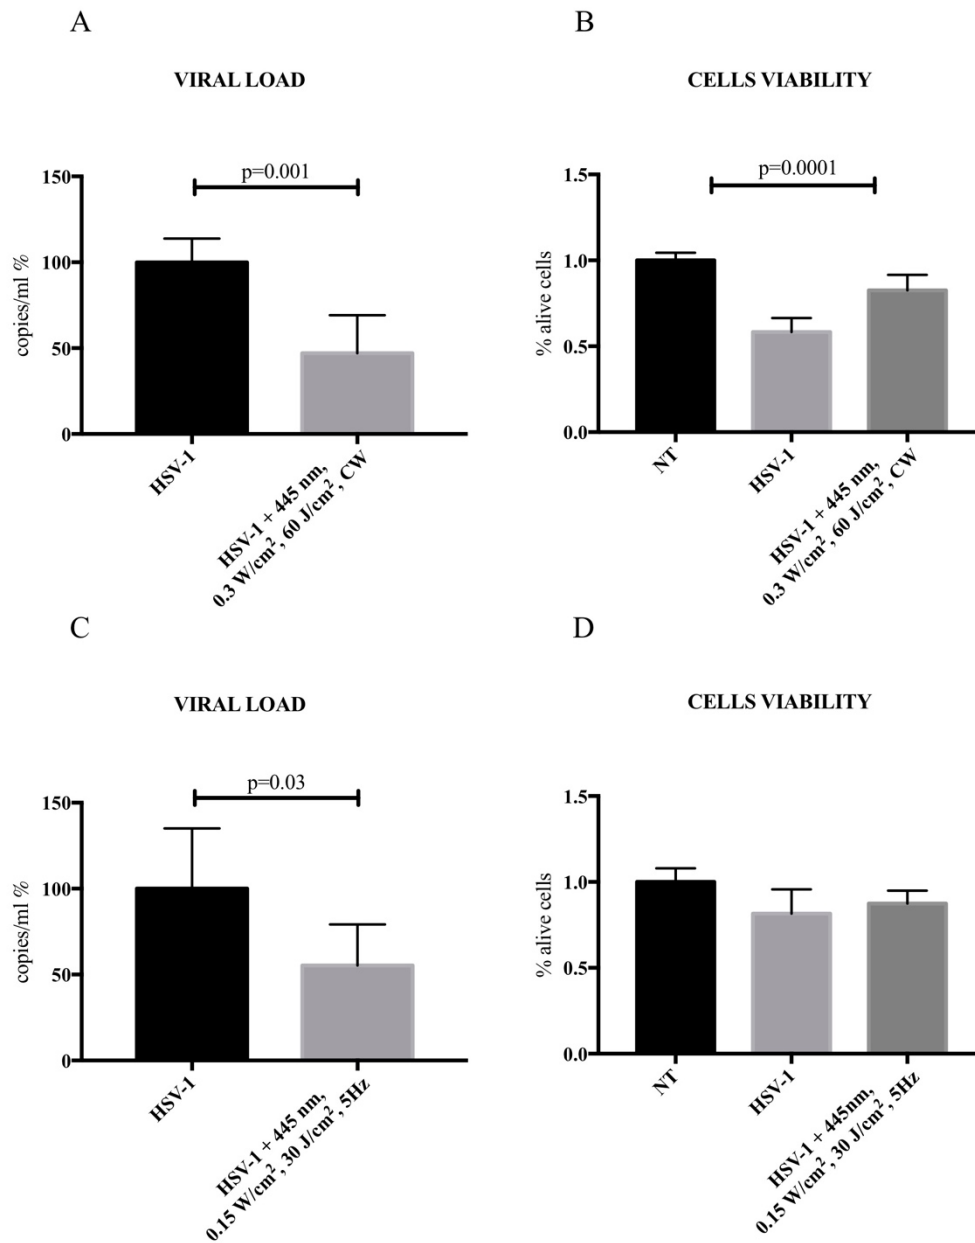 A
VIRAL LOAD
p=0.001
copies/ml %
150
100
50
0
HSV-1
HSV-1 + 445 nm,
0.3 W/cm², 60 J/cm², CW
B
CELLS VIABILITY
p=0.0001
% alive cells
1.5
1.0
0.5
0.0
NT
HSV-1
HSV-1 + 445 nm,
0.3 W/cm², 60 J/cm², CW
C
VIRAL LOAD
p=0.03
copies/ml %
150
100
50
0
HSV-1
HSV-1 + 445 nm,
0.15 W/cm², 30 J/cm², 5Hz
D
CELLS VIABILITY
% alive cells
1.5
1.0
0.5
0.0
NT
HSV-1
HSV-1 + 445nm,
0.15 W/cm², 30 J/cm², 5Hz